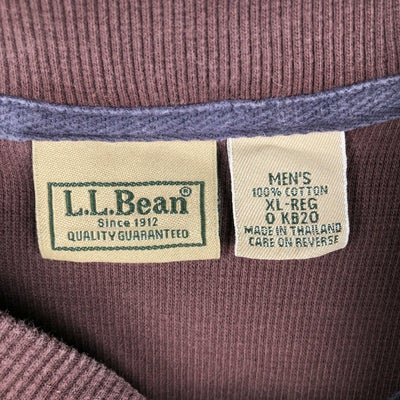 L.L.Bean®
Since 1912
QUALITY GUARANTEED
MEN'S
100% COTTON
XL-REG
0 KB20
MADE IN THAILAND
CARE ON REVERSE